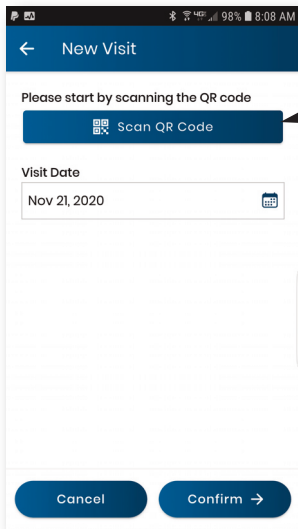 98% 8:08 AM
New Visit
Please start by scanning the QR code
Scan QR Code
Visit Date
Nov 21, 2020
Cancel
Confirm